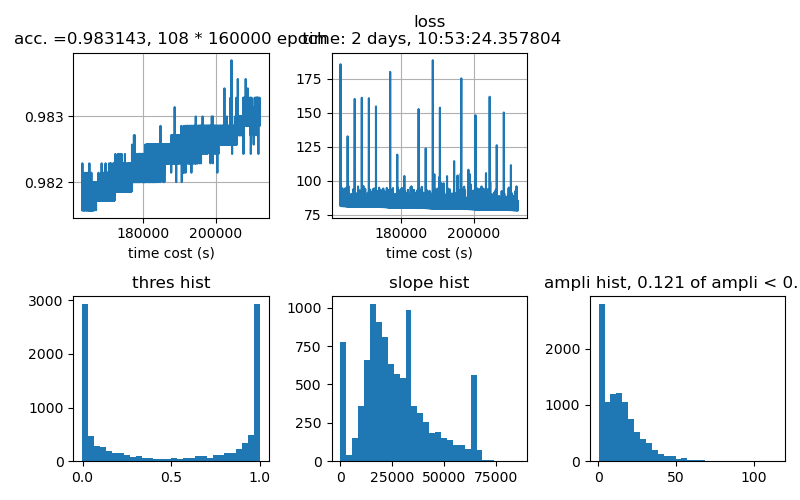 loss
acc. =0.983143, 108 * 160000 epoch
time: 2 days, 10:53:24.357804
0.983
0.982
180000 200000
time cost (s)
175
150
125
100
75
180000 200000
time cost (s)
thres hist
3000
2000
1000
0
0.0 0.5 1.0
slope hist
1000
750
500
250
0
0 25000 50000 75000
ampli hist, 0.121 of ampli < 0.
2000
1000
0
0 50 100